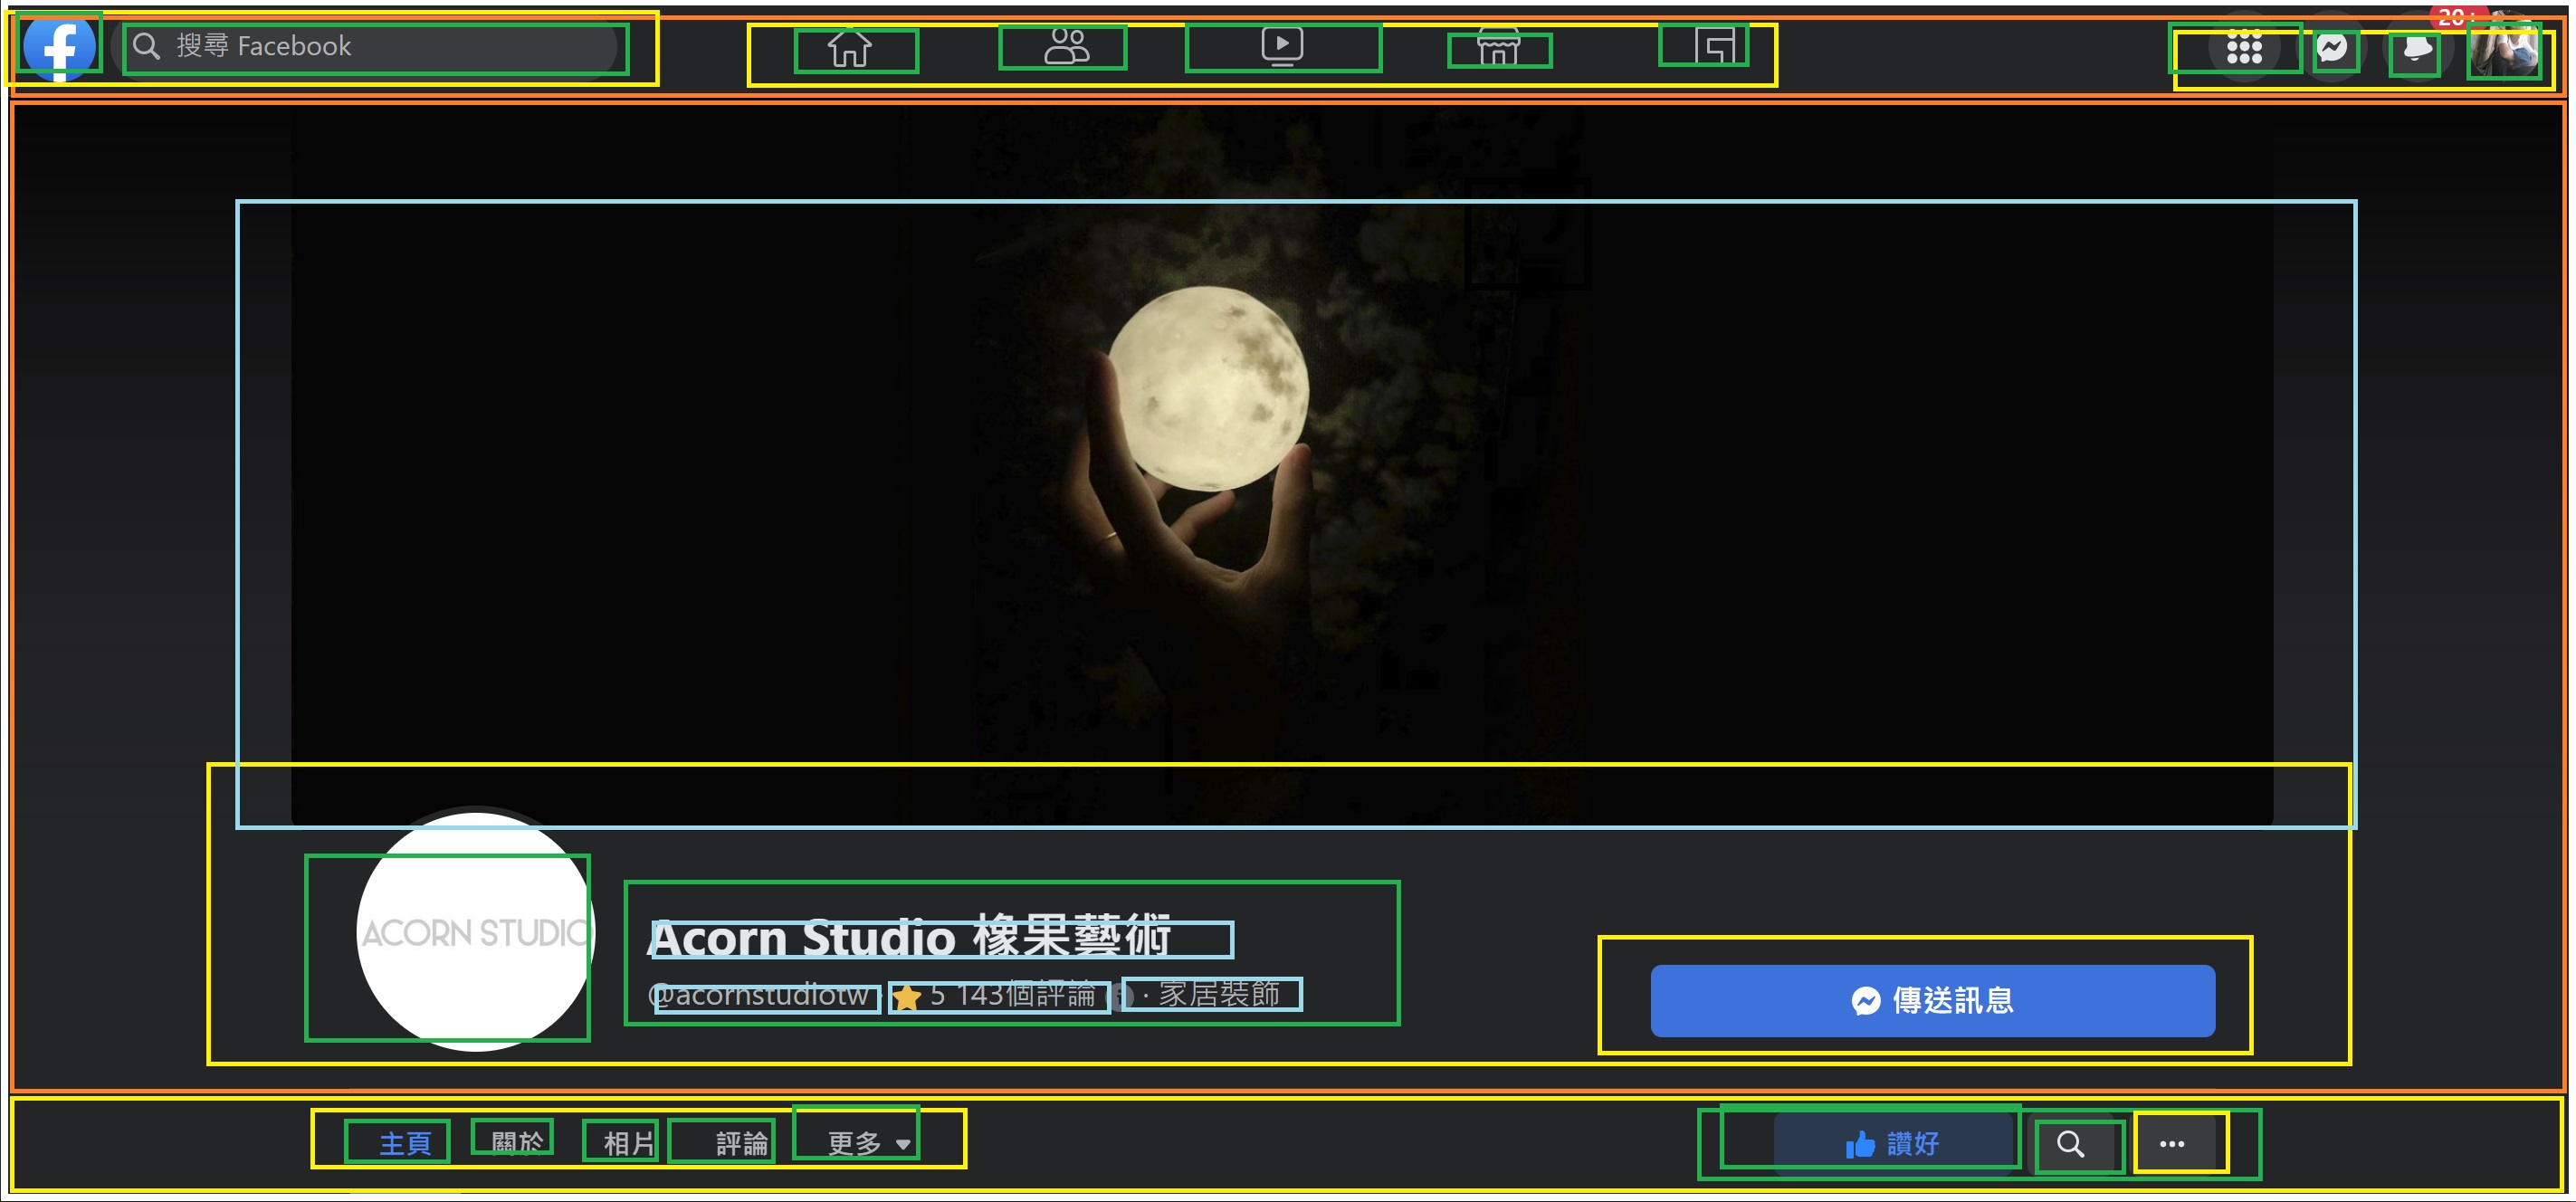 搜尋 Facebook
20+
ACORN STUDIO
Acorn Studio 橡果藝術
@acornstudiotw · 5 143個評論 · 家居裝飾
傳送訊息
主頁 關於 相片 評論 更多
讚好